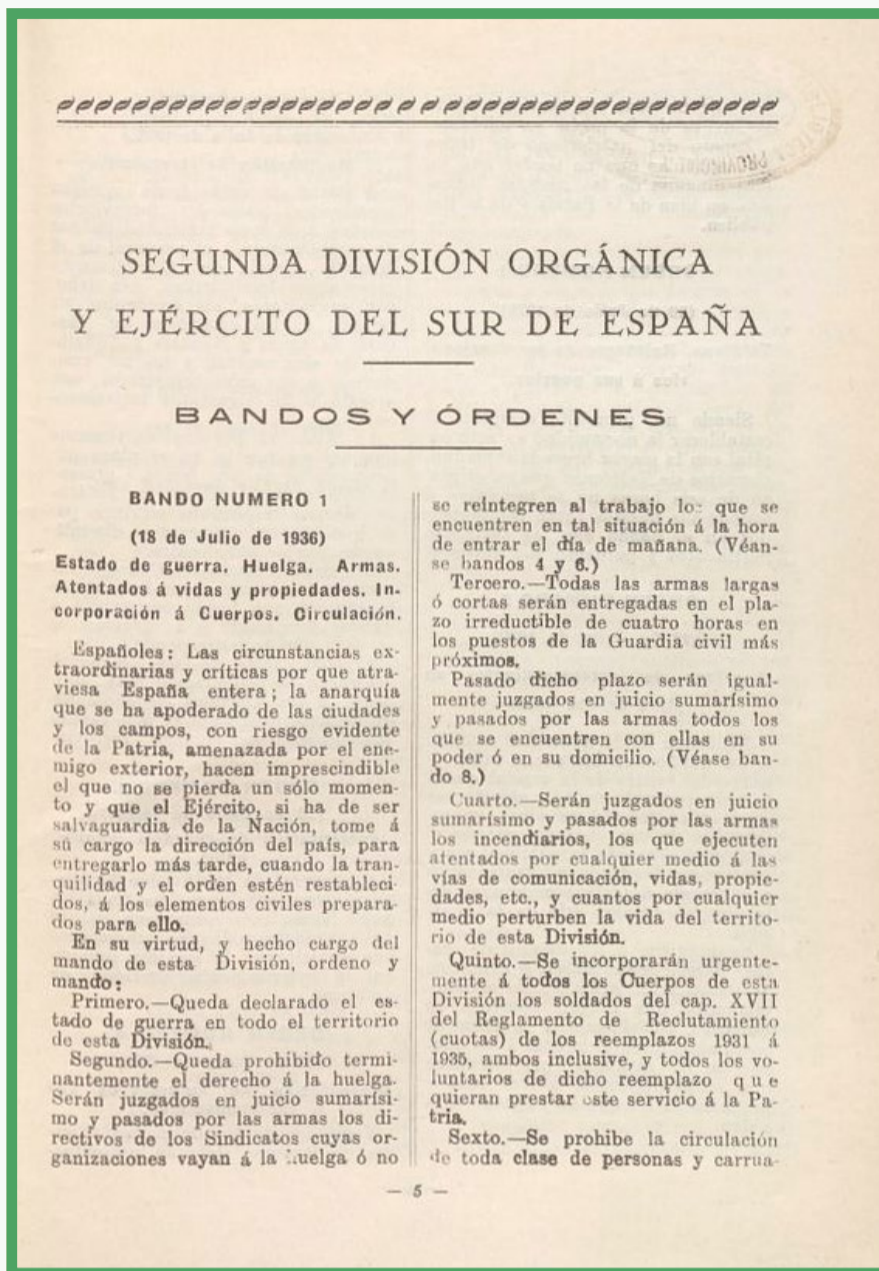 SEGUNDA DIVISIÓN ORGÁNICA
Y EJÉRCITO DEL SUR DE ESPAÑA
BANDOS Y ÓRDENES
BANDO NUMERO 1
(18 de Julio de 1936)
Estado de guerra. Huelga. Armas.
Atentados á vidas y propiedades. In-
corporación á Cuerpos. Circulación.
Españoles: Las circunstancias ex-
traordinarias y críticas por que atra-
viesa España entera; la anarquía
que se ha apoderado de las ciudades
y los campos, con riesgo evidente
de la Patria, amenazada por el ene-
migo exterior, hacen imprescindible
el que no se pierda un sólo momen-
to y que el Ejército, si ha de ser
salvaguardia de la Nación, tome á
sú cargo la dirección del país, para
entregarlo más tarde, cuando la tran-
quilidad y el orden estén restableci-
dos, á los elementos civiles prepara-
dos para ello.
En su virtud, y hecho cargo del
mando de esta División, ordeno y
mando:
Primero.—Queda declarado el es-
tado de guerra en todo el territorio
de esta División.
Segundo.—Queda prohibido termi-
nantemente el derecho á la huelga.
Serán juzgados en juicio sumarísi-
mo y pasados por las armas los di-
rectivos de los Sindicatos cuyas or-
ganizaciones vayan á la huelga ó no
se reintegren al trabajo los que se
encuentren en tal situación á la hora
de entrar el día de mañana. (Véan-
se bandos 4 y 6.)
Tercero.—Todas las armas largas
ó cortas serán entregadas en el pla-
zo irreductible de cuatro horas en
los puestos de la Guardia civil más
próximos.
Pasado dicho plazo serán igual-
mente juzgados en juicio sumarísimo
y pasados por las armas todos los
que se encuentren con ellas en su
poder ó en su domicilio. (Véase ban-
do 8.)
Cuarto.—Serán juzgados en juicio
sumarísimo y pasados por las armas
los incendiarios, los que ejecuten
atentados por cualquier medio á las
vías de comunicación, vidas, propie-
dades, etc., y cuantos por cualquier
medio perturben la vida del territo-
rio de esta División.
Quinto.—Se incorporarán urgente-
mente á todos los Cuerpos de esta
División los soldados del cap. XVII
del Reglamento de Reclutamiento
(cuotas) de los reemplazos 1931 á
1935, ambos inclusive, y todos los vo-
luntarios de dicho reemplazo que
quieran prestar este servicio á la Pa-
tria.
Sexto.—Se prohibe la circulación
de toda clase de personas y carrua-
— 5 —